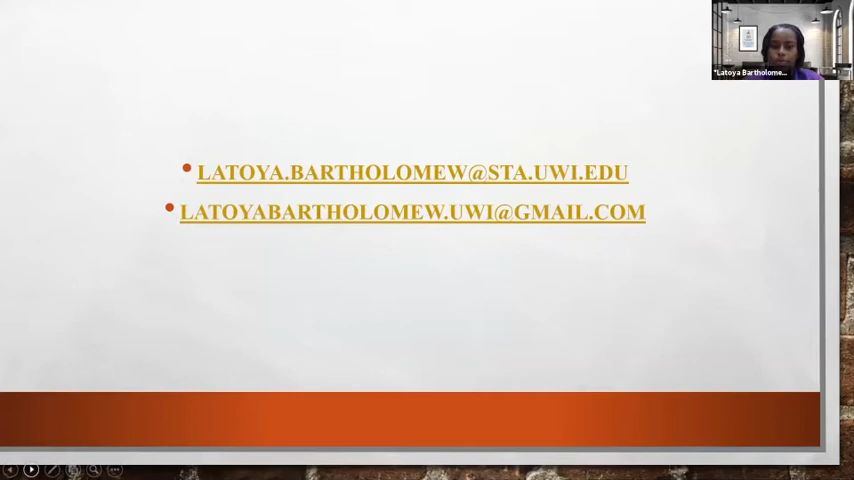 LATOYA.BARTHOLOMEW@STA.UWI.EDU
LATOYABARTHOLOMEW.UWI@GMAIL.COM
*Latoya Bartholome...